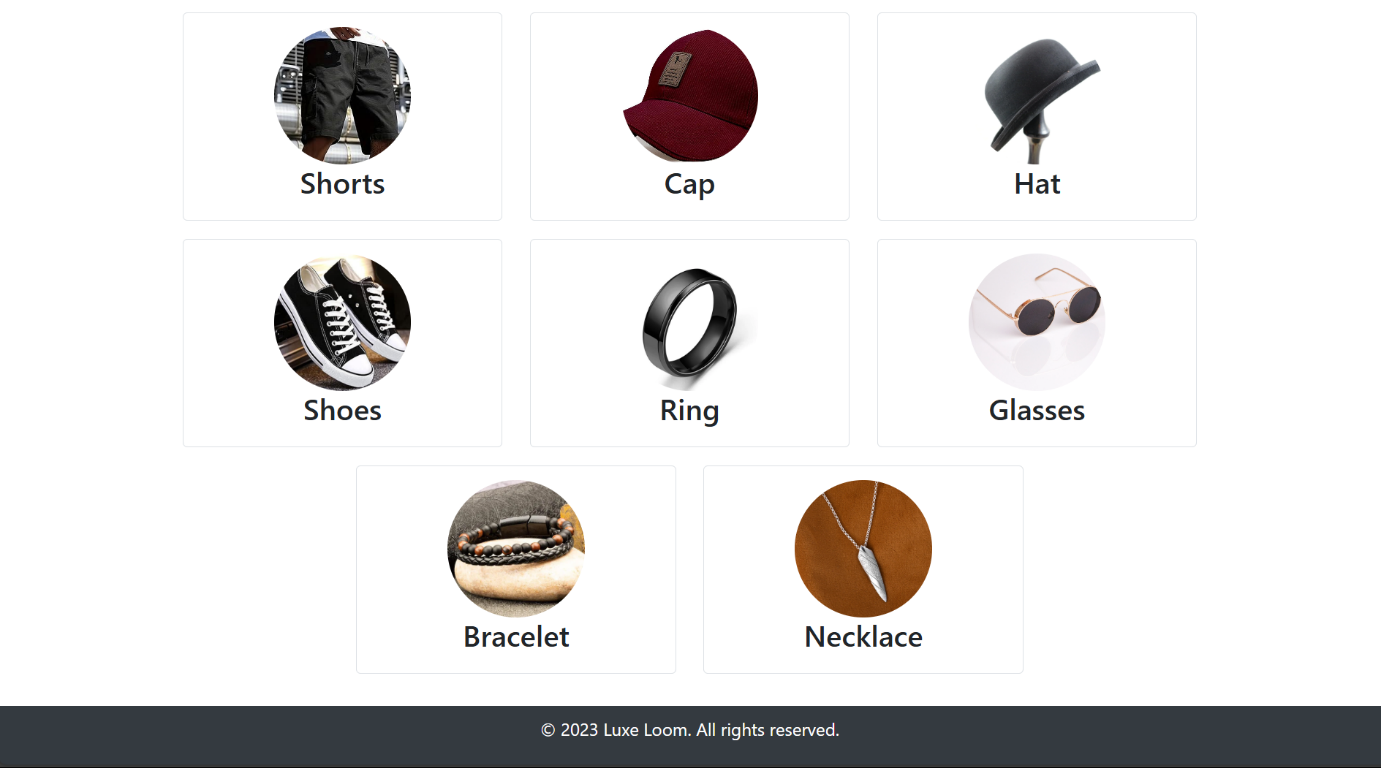 Shorts
Cap
Hat
Shoes
Ring
Glasses
Bracelet
Necklace
© 2023 Luxe Loom. All rights reserved.